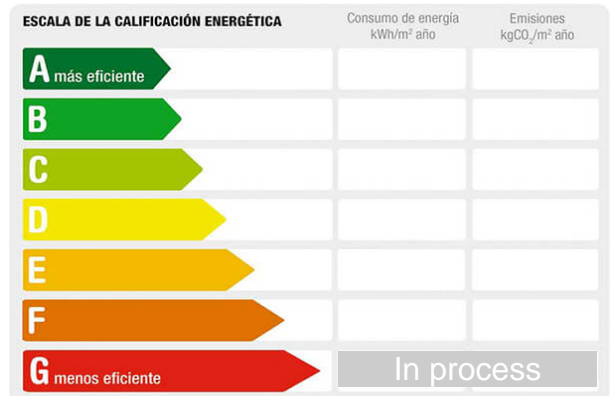 ESCALA DE LA CALIFICACIÓN ENERGÉTICA
Consumo de energía
kWh/m² año
Emisiones
kgCO₂/m² año
A más eficiente
B
C
D
E
F
G menos eficiente
In process